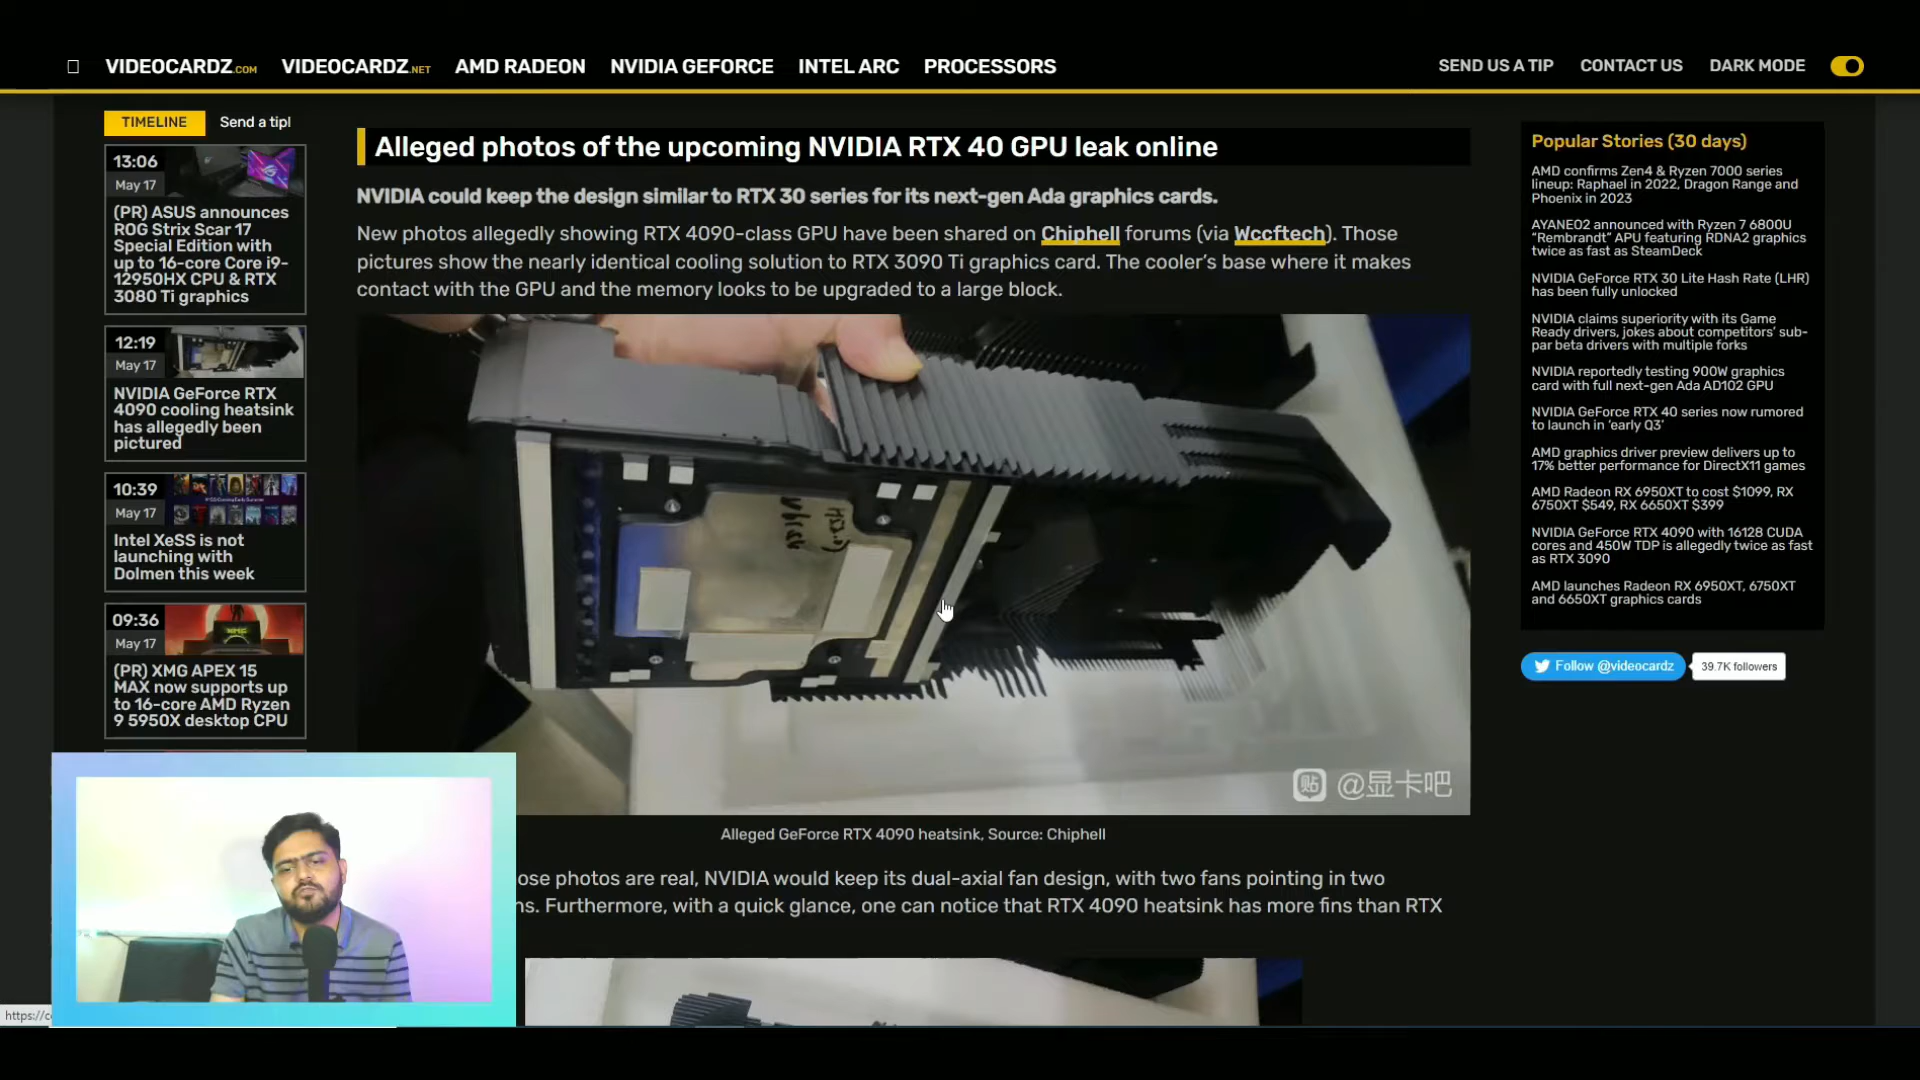 VIDEOCARDZ.COM VIDEOCARDZ.NET AMD RADEON NVIDIA GEFORCE INTEL ARC PROCESSORS SEND US A TIP CONTACT US DARK MODE
TIMELINE Send a tip!
13:06
May 17
(PR) ASUS announces
ROG Strix Scar 17
Special Edition with
up to 16-core Core i9-
12950HX CPU & RTX
3080 Ti graphics
12:19
May 17
NVIDIA GeForce RTX
4090 cooling heatsink
has allegedly been
pictured
10:39
May 17
Intel XeSS is not
launching with
Dolmen this week
09:36
May 17
(PR) XMG APEX 15
MAX now supports up
to 16-core AMD Ryzen
9 5950X desktop CPU
Alleged photos of the upcoming NVIDIA RTX 40 GPU leak online
NVIDIA could keep the design similar to RTX 30 series for its next-gen Ada graphics cards.
New photos allegedly showing RTX 4090-class GPU have been shared on Chiphell forums (via Wccftech). Those
pictures show the nearly identical cooling solution to RTX 3090 Ti graphics card. The cooler's base where it makes
contact with the GPU and the memory looks to be upgraded to a large block.
贴 @显卡吧
Alleged GeForce RTX 4090 heatsink, Source: Chiphell
ose photos are real, NVIDIA would keep its dual-axial fan design, with two fans pointing in two
ns. Furthermore, with a quick glance, one can notice that RTX 4090 heatsink has more fins than RTX
Popular Stories (30 days)
AMD confirms Zen4 & Ryzen 7000 series
lineup: Raphael in 2022, Dragon Range and
Phoenix in 2023
AYANEO2 announced with Ryzen 7 6800U
"Rembrandt" APU featuring RDNA2 graphics
twice as fast as SteamDeck
NVIDIA GeForce RTX 30 Lite Hash Rate (LHR)
has been fully unlocked
NVIDIA claims superiority with its Game
Ready drivers, jokes about competitors' sub-
par beta drivers with multiple forks
NVIDIA reportedly testing 900W graphics
card with full next-gen Ada AD102 GPU
NVIDIA GeForce RTX 40 series now rumored
to launch in 'early Q3'
AMD graphics driver preview delivers up to
17% better performance for DirectX11 games
AMD Radeon RX 6950XT to cost $1099, RX
6750XT $549, RX 6650XT $399
NVIDIA GeForce RTX 4090 with 16128 CUDA
cores and 450W TDP is allegedly twice as fast
as RTX 3090
AMD launches Radeon RX 6950XT, 6750XT
and 6650XT graphics cards
Follow @videocardz 39.7K followers
https://c